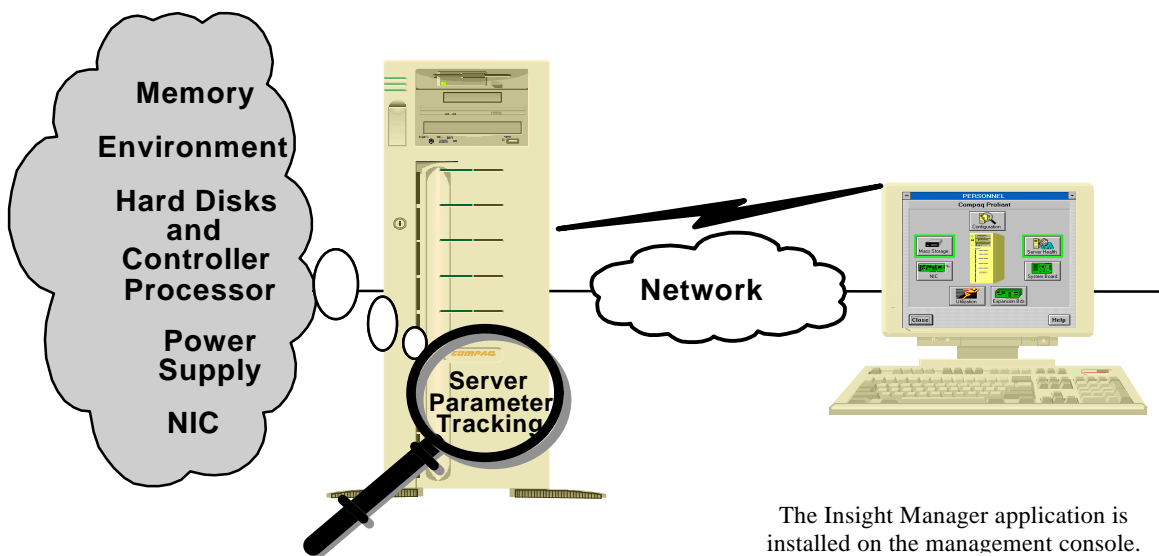 Memory
Environment
Hard Disks
and
Controller
Processor
Power
Supply
NIC
COMPAQ
Server
Parameter
Tracking
Network
PERSONNEL
Compaq Proliant
Configuration
Mass Storage
Server Health
NIC
System Board
Utilization
Expansion Bds
Close
Help
The Insight Manager application is
installed on the management console.